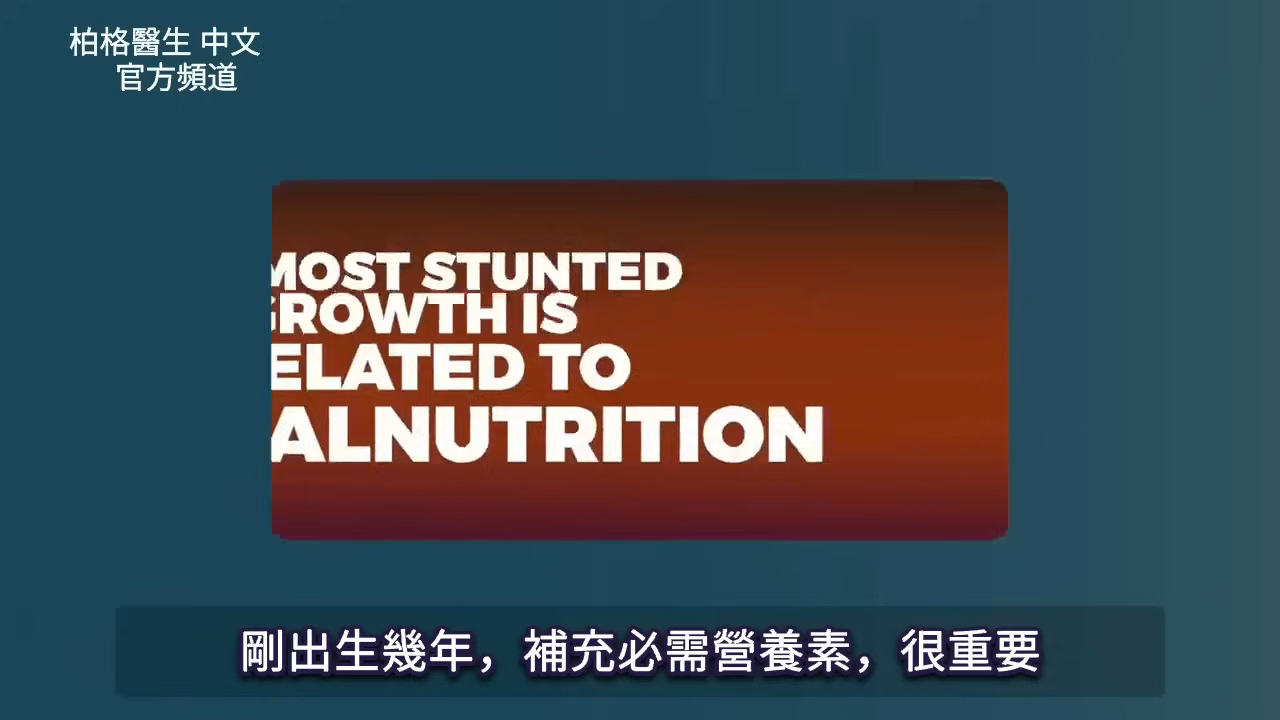 柏格醫生 中文
官方頻道
MOST STUNTED
GROWTH IS
ELATED TO
ALNUTRITION
剛出生幾年，補充必需營養素，很重要